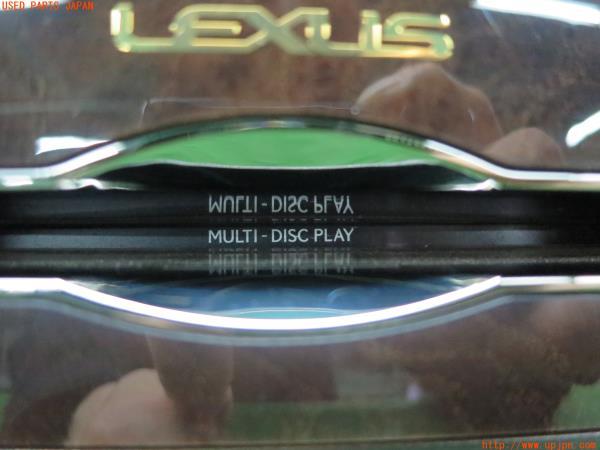 USED PARTS JAPAN
LEXUS
MULTI - DISC PLAY
MULTI - DISC PLAY
http://www.upjpn.com